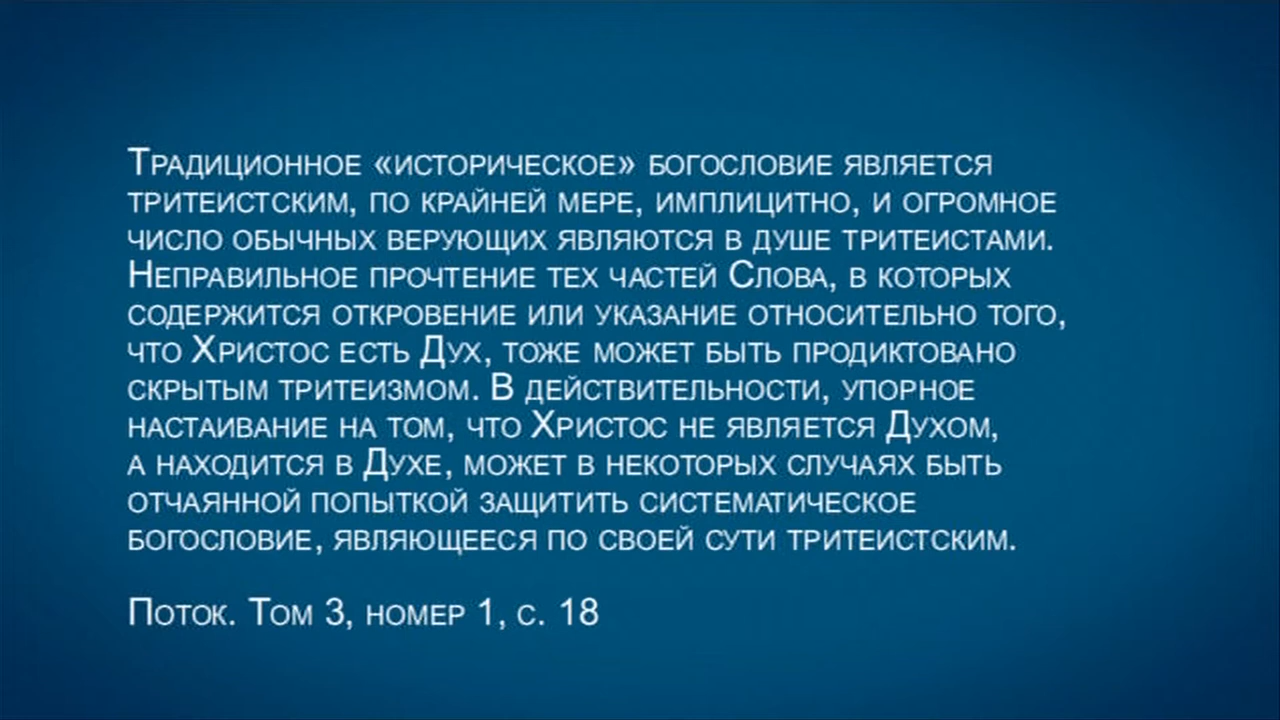 Традиционное «историческое» богословие является
тритеистским, по крайней мере, имплицитно, и огромное
число обычных верующих являются в душе тритеистами.
Неправильное прочтение тех частей Слова, в которых
содержится откровение или указание относительно того,
что Христос есть Дух, тоже может быть продиктовано
скрытым тритеизмом. В действительности, упорное
настаивание на том, что Христос не является Духом,
а находится в Духе, может в некоторых случаях быть
отчаянной попыткой защитить систематическое
богословие, являющееся по своей сути тритеистским.
Поток. Том 3, номер 1, с. 18